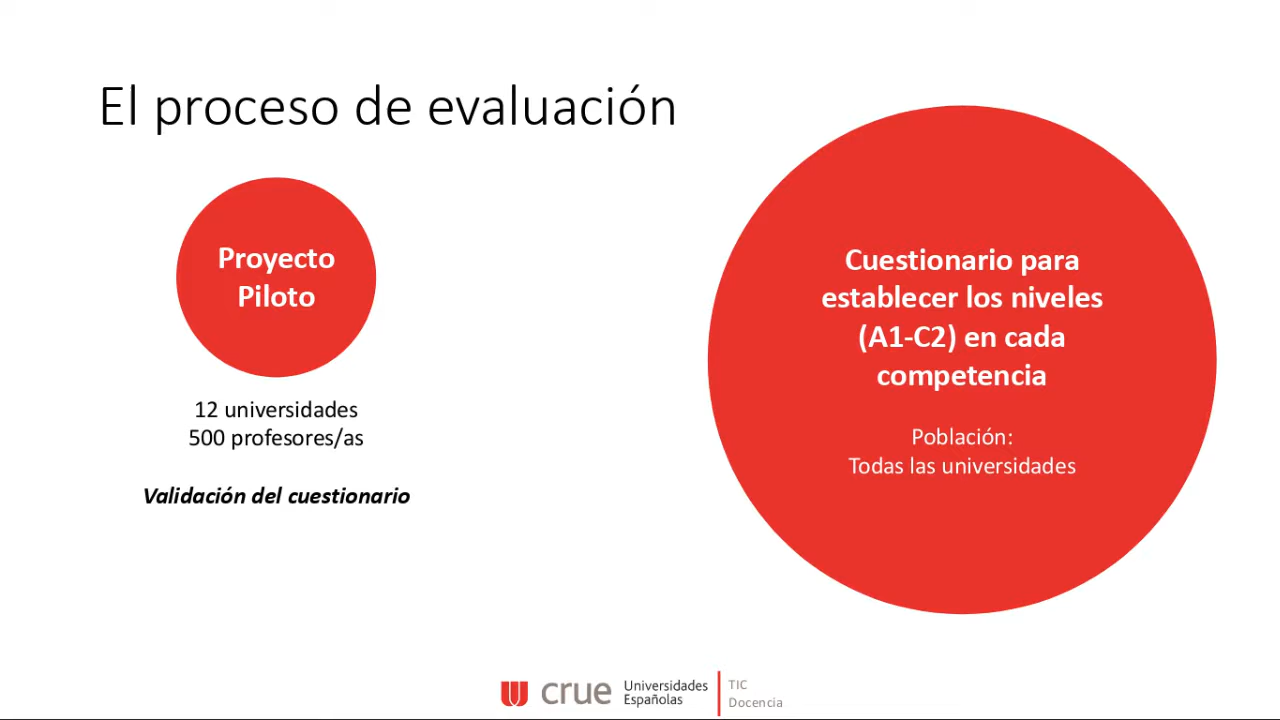 El proceso de evaluación
Proyecto
Piloto
12 universidades
500 profesores/as
Validación del cuestionario
Cuestionario para
establecer los niveles
(A1-C2) en cada
competencia
Población:
Todas las universidades
crue
Universidades
Españolas
TIC
Docencia